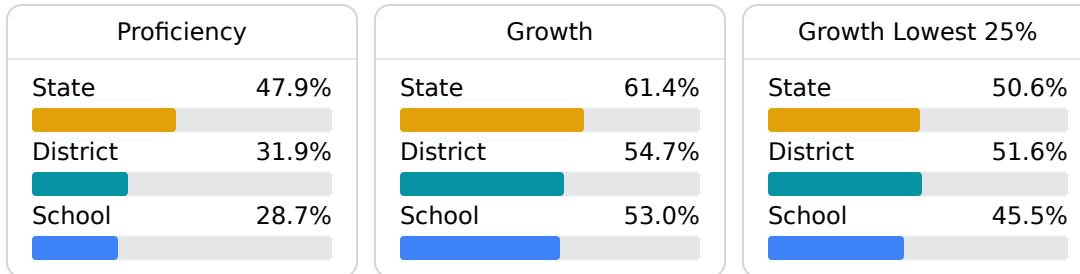 Proficiency
State 47.9%
District 31.9%
School 28.7%
Growth
State 61.4%
District 54.7%
School 53.0%
Growth Lowest 25%
State 50.6%
District 51.6%
School 45.5%